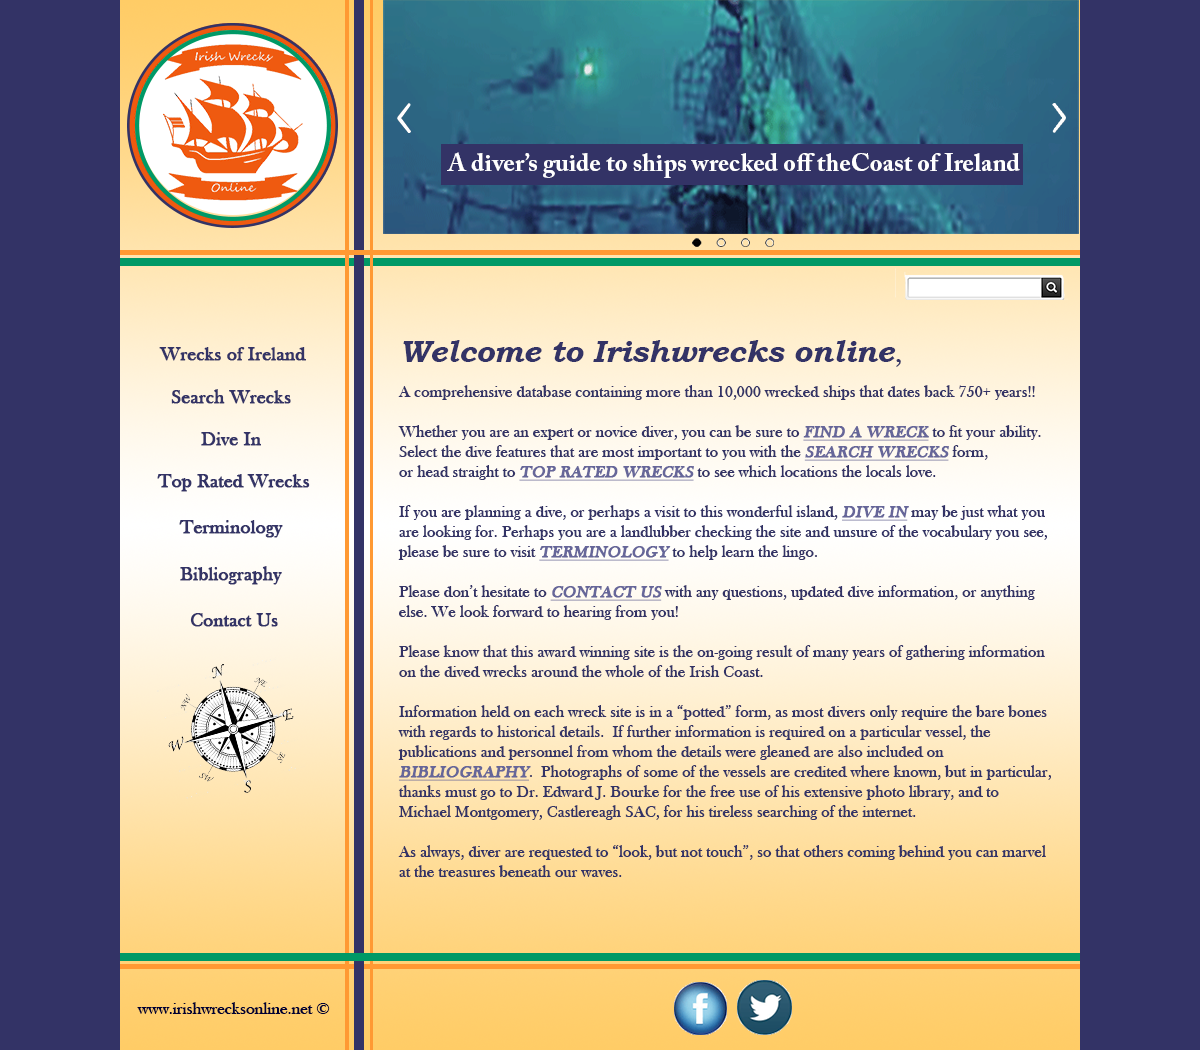 Irish Wrecks
Online
A diver’s guide to ships wrecked off theCoast of Ireland
Wrecks of Ireland
Search Wrecks
Dive In
Top Rated Wrecks
Terminology
Bibliography
Contact Us
N
NE
E
SE
S
SW
W
NW
Welcome to Irishwrecks online,
A comprehensive database containing more than 10,000 wrecked ships that dates back 750+ years!!
Whether you are an expert or novice diver, you can be sure to FIND A WRECK to fit your ability.
Select the dive features that are most important to you with the SEARCH WRECKS form,
or head straight to TOP RATED WRECKS to see which locations the locals love.
If you are planning a dive, or perhaps a visit to this wonderful island, DIVE IN may be just what you
are looking for. Perhaps you are a landlubber checking the site and unsure of the vocabulary you see,
please be sure to visit TERMINOLOGY to help learn the lingo.
Please don’t hesitate to CONTACT US with any questions, updated dive information, or anything
else. We look forward to hearing from you!
Please know that this award winning site is the on-going result of many years of gathering information
on the dived wrecks around the whole of the Irish Coast.
Information held on each wreck site is in a “potted” form, as most divers only require the bare bones
with regards to historical details.  If further information is required on a particular vessel, the
publications and personnel from whom the details were gleaned are also included on
BIBLIOGRAPHY.  Photographs of some of the vessels are credited where known, but in particular,
thanks must go to Dr. Edward J. Bourke for the free use of his extensive photo library, and to
Michael Montgomery, Castlereagh SAC, for his tireless searching of the internet.
As always, diver are requested to “look, but not touch”, so that others coming behind you can marvel
at the treasures beneath our waves.
www.irishwrecksonline.net ©
f